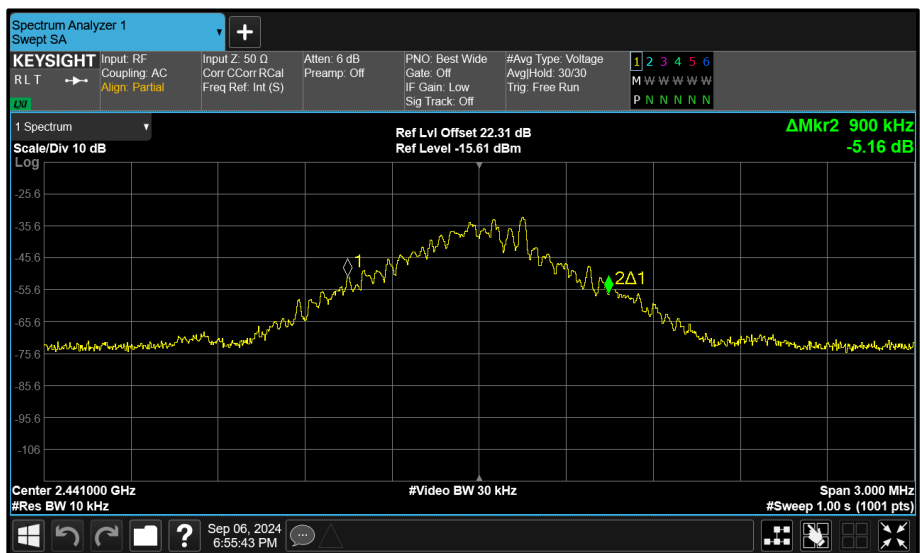 Spectrum Analyzer 1
Swept SA
KEYSIGHT
R L T
LXI
Input: RF
Coupling: AC
Align: Partial
Input Z: 50 Ω
Corr CCorr RCal
Freq Ref: Int (S)
Atten: 6 dB
Preamp: Off
PNO: Best Wide
Gate: Off
IF Gain: Low
Sig Track: Off
#Avg Type: Voltage
Avg|Hold: 30/30
Trig: Free Run
1 2 3 4 5 6
M W W W W W
P N N N N N
1 Spectrum
Scale/Div 10 dB
Ref Lvl Offset 22.31 dB
Ref Level -15.61 dBm
ΔMkr2 900 kHz
-5.16 dB
Log
-25.6
-35.6
-45.6
-55.6
-65.6
-75.6
-85.6
-95.6
-106
1
2Δ1
Center 2.441000 GHz
#Res BW 10 kHz
#Video BW 30 kHz
Span 3.000 MHz
#Sweep 1.00 s (1001 pts)
?
Sep 06, 2024
6:55:43 PM